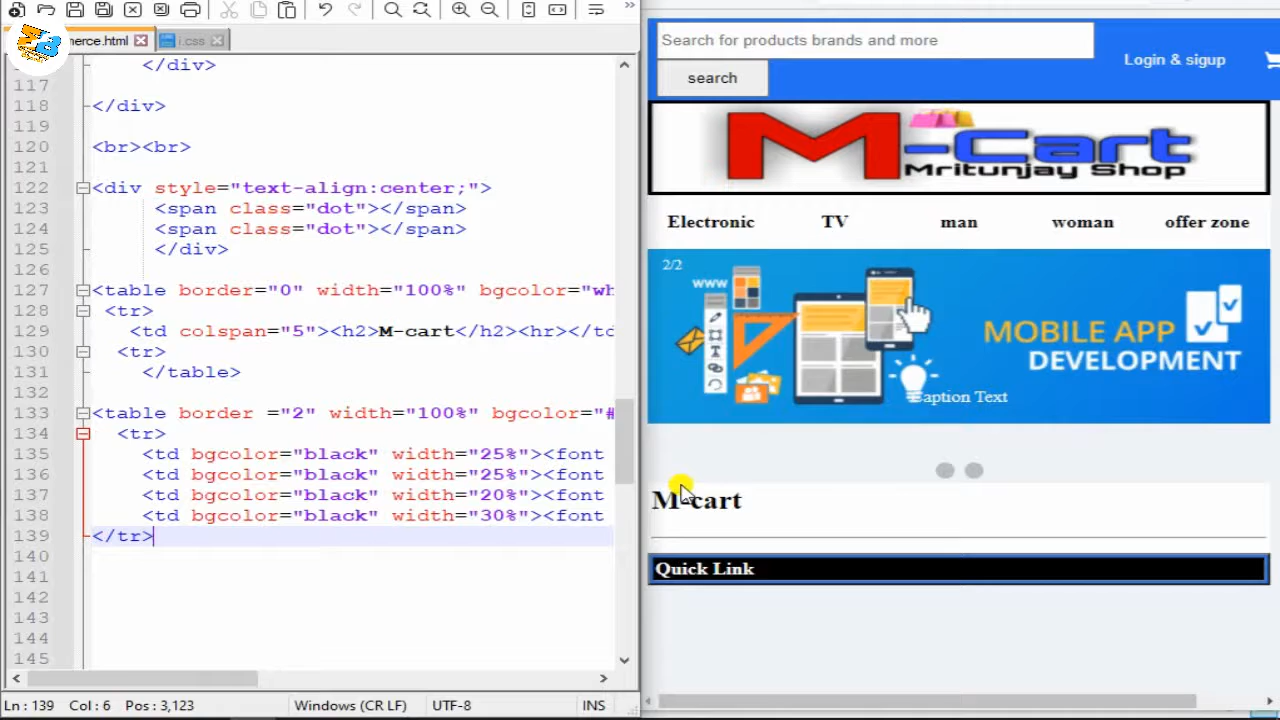 merce.html
i.css
</div>
117
118 </div>
119
120 <br><br>
121
122 <div style="text-align:center;">
123 <span class="dot"></span>
124 <span class="dot"></span>
125 </div>
126
127 <table border="0" width="100%" bgcolor="wh
128 <tr>
129 <td colspan="5"><h2>M-cart</h2><hr></td
130 <tr>
131 </table>
132
133 <table border ="2" width="100%" bgcolor="#
134 <tr>
135 <td bgcolor="black" width="25%"><font
136 <td bgcolor="black" width="25%"><font
137 <td bgcolor="black" width="20%"><font
138 <td bgcolor="black" width="30%"><font
139 </tr>
140
141
142
143
144
145
Ln : 139 Col : 6 Pos : 3,123 Windows (CR LF) UTF-8 INS
Search for products brands and more
Login & sigup
search
M-Cart
Mritunjay Shop
Electronic TV man woman offer zone
2/2
WWW
MOBILE APP
DEVELOPMENT
Caption Text
M-cart
Quick Link